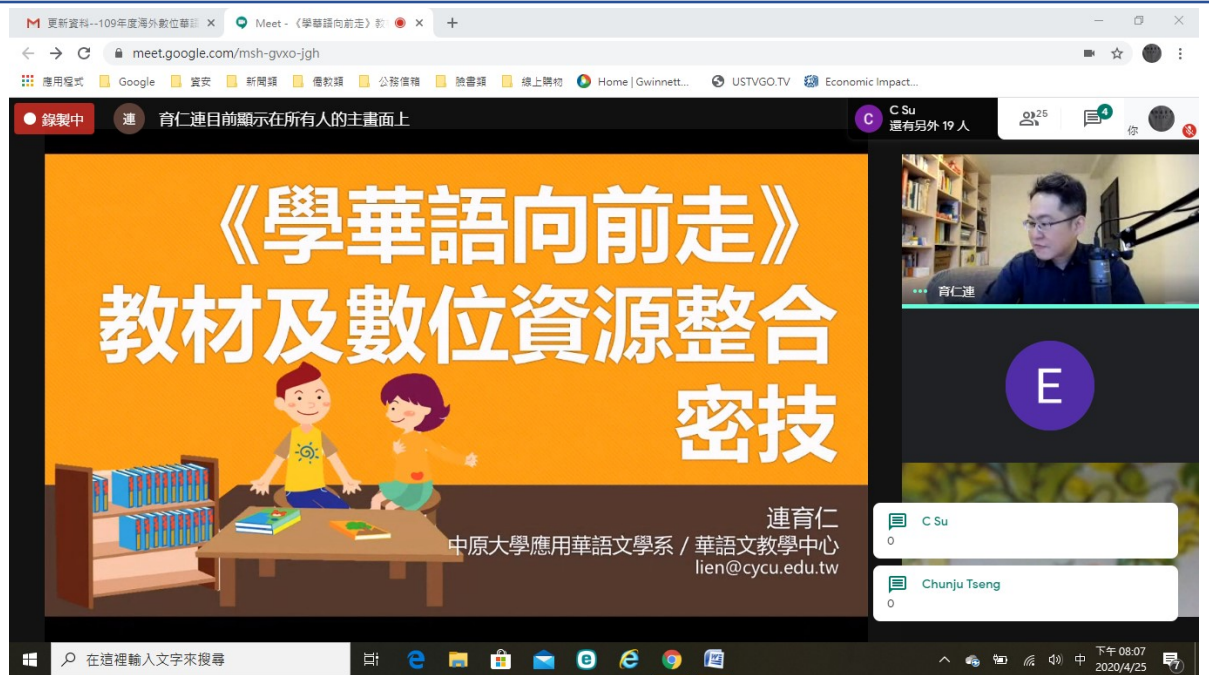 更新資料--109年度海外數位華語
Meet - 《學華語向前走》教
meet.google.com/msh-gvxo-jgh
應用程式 Google 資安 新聞類 僑教類 公務信箱 臉書類 線上購物 Home | Gwinnett... USTVGO.TV Economic Impact...
錄製中 連 育仁連目前顯示在所有人的主畫面上
C C Su
還有另外 19 人
25 4 你
《學華語向前走》
教材及數位資源整合
密技
連育仁
中原大學應用華語文學系 / 華語文教學中心
lien@cycu.edu.tw
育仁連
E
C Su
0
Chunju Tseng
0
在這裡輸入文字來搜尋
中 下午 08:07
2020/4/25
7